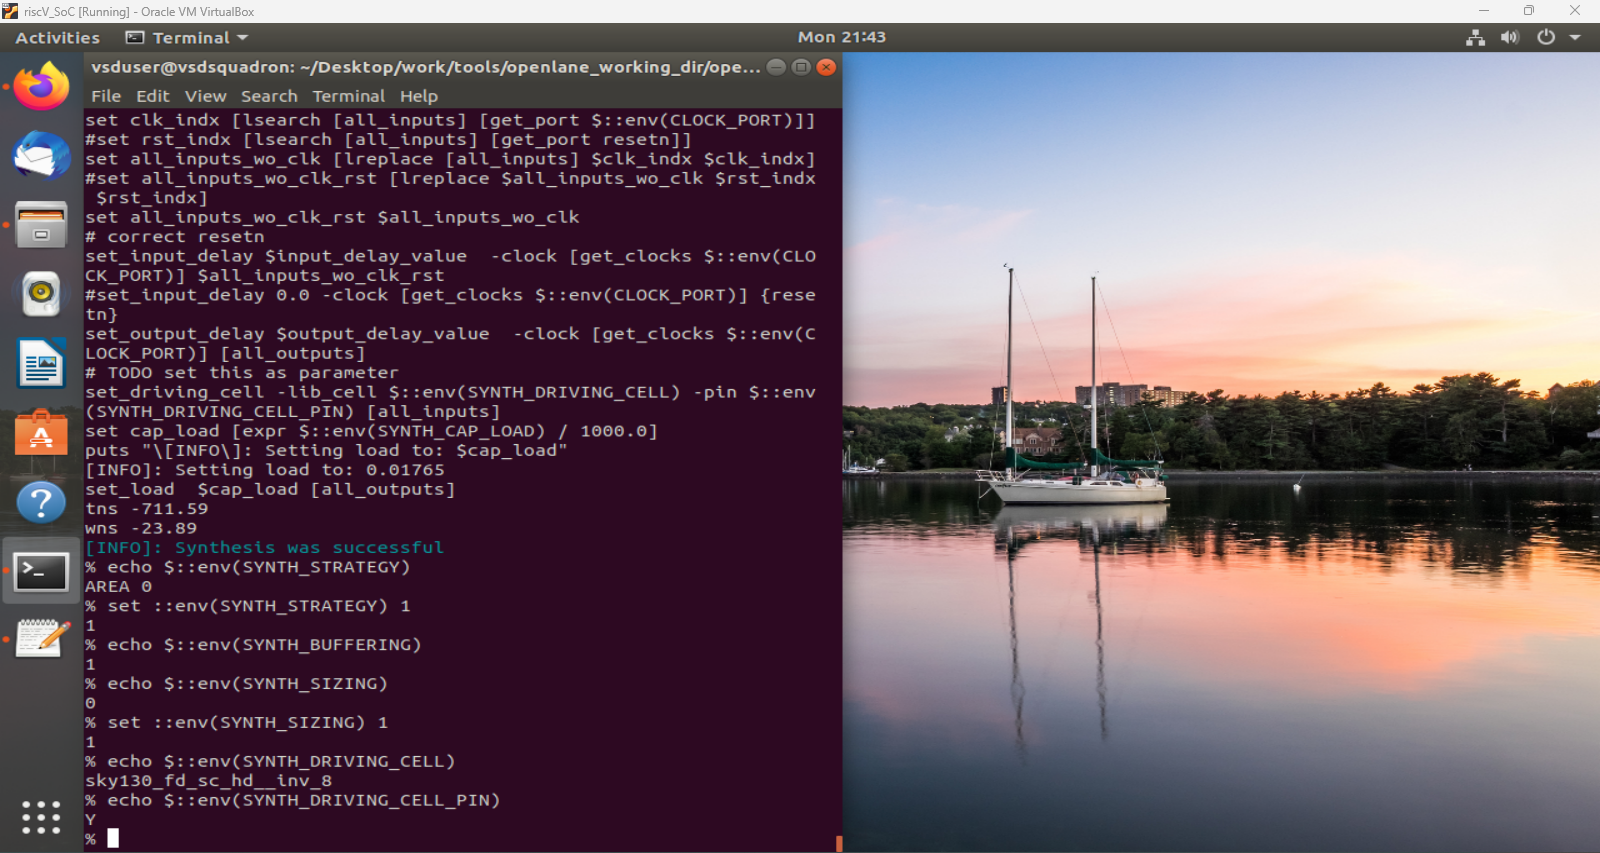 riscV_SoC [Running] - Oracle VM VirtualBox
Activities Terminal Mon 21:43
vsduser@vsdsquadron: ~/Desktop/work/tools/openlane_working_dir/ope...
File Edit View Search Terminal Help
set clk_indx [lsearch [all_inputs] [get_port $::env(CLOCK_PORT)]]
#set rst_indx [lsearch [all_inputs] [get_port resetn]]
set all_inputs_wo_clk [lreplace [all_inputs] $clk_indx $clk_indx]
#set all_inputs_wo_clk_rst [lreplace $all_inputs_wo_clk $rst_indx
$rst_indx]
set all_inputs_wo_clk_rst $all_inputs_wo_clk
# correct resetn
set_input_delay $input_delay_value  -clock [get_clocks $::env(CLO
CK_PORT)] $all_inputs_wo_clk_rst
#set_input_delay 0.0 -clock [get_clocks $::env(CLOCK_PORT)] {rese
tn}
set_output_delay $output_delay_value  -clock [get_clocks $::env(C
LOCK_PORT)] [all_outputs]
# TODO set this as parameter
set_driving_cell -lib_cell $::env(SYNTH_DRIVING_CELL) -pin $::env
(SYNTH_DRIVING_CELL_PIN) [all_inputs]
set cap_load [expr $::env(SYNTH_CAP_LOAD) / 1000.0]
puts "\[INFO\]: Setting load to: $cap_load"
[INFO]: Setting load to: 0.01765
set_load  $cap_load [all_outputs]
tns -711.59
wns -23.89
[INFO]: Synthesis was successful
% echo $::env(SYNTH_STRATEGY)
AREA 0
% set ::env(SYNTH_STRATEGY) 1
1
% echo $::env(SYNTH_BUFFERING)
1
% echo $::env(SYNTH_SIZING)
0
% set ::env(SYNTH_SIZING) 1
1
% echo $::env(SYNTH_DRIVING_CELL)
sky130_fd_sc_hd__inv_8
% echo $::env(SYNTH_DRIVING_CELL_PIN)
Y
%